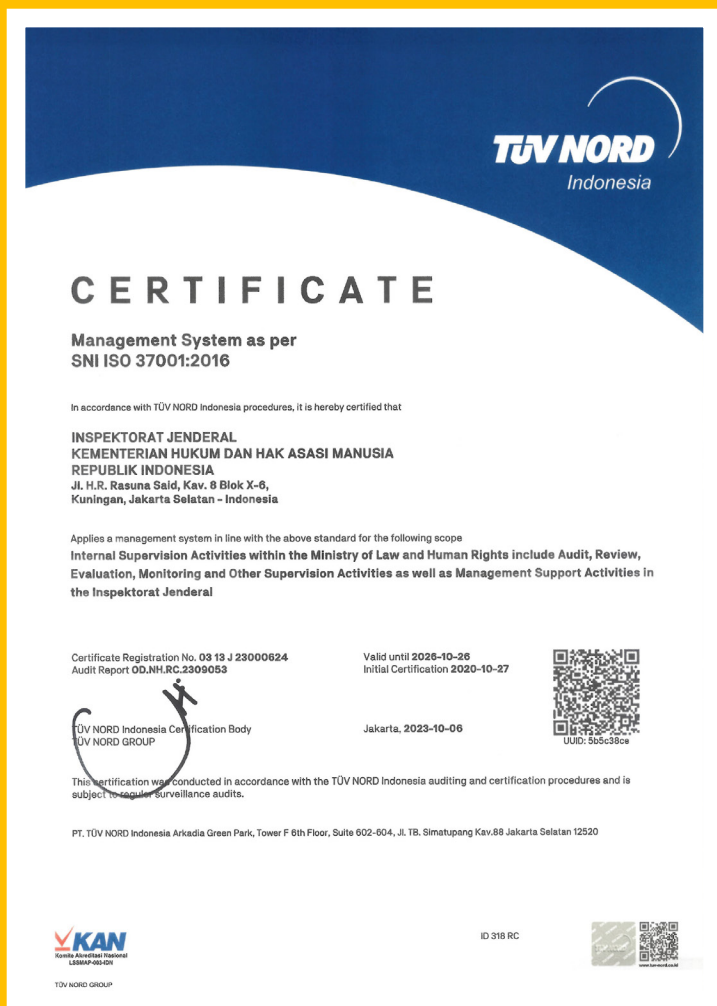 TÜV NORD
Indonesia
CERTIFICATE
Management System as per
SNI ISO 37001:2016
In accordance with TÜV NORD Indonesia procedures, it is hereby certified that
INSPEKTORAT JENDERAL
KEMENTERIAN HUKUM DAN HAK ASASI MANUSIA
REPUBLIK INDONESIA
Jl. H.R. Rasuna Said, Kav. 8 Blok X-6,
Kuningan, Jakarta Selatan - Indonesia
Applies a management system in line with the above standard for the following scope
Internal Supervision Activities within the Ministry of Law and Human Rights include Audit, Review,
Evaluation, Monitoring and Other Supervision Activities as well as Management Support Activities in
the Inspektorat Jenderal
Certificate Registration No. 03 13 J 23000624
Audit Report OD.NH.RC.2309053
Valid until 2026-10-26
Initial Certification 2020-10-27
TÜV NORD Indonesia Certification Body
TÜV NORD GROUP
Jakarta, 2023-10-06
UUID: 5b5c38ce
This certification was conducted in accordance with the TÜV NORD Indonesia auditing and certification procedures and is
subject to regular surveillance audits.
PT. TÜV NORD Indonesia Arkadia Green Park, Tower F 6th Floor, Suite 602-604, Jl. TB. Simatupang Kav.88 Jakarta Selatan 12520
KAN
Komite Akreditasi Nasional
LSSMAP-003-IDN
ID 318 RC
www.tuv-nord.co.id
TÜV NORD GROUP